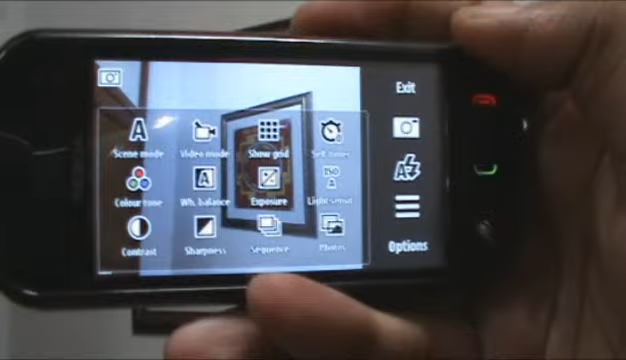 Exit
Scene mode Video mode Show grid Self timer
Colour tone Wh. balance Exposure Light sensit.
Contrast Sharpness Sequence Photos
Options